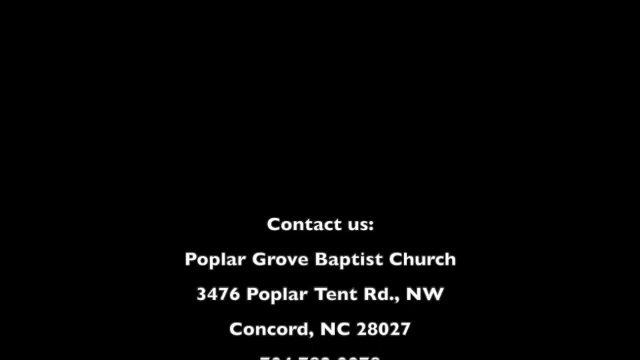 Contact us:
Poplar Grove Baptist Church
3476 Poplar Tent Rd., NW
Concord, NC 28027